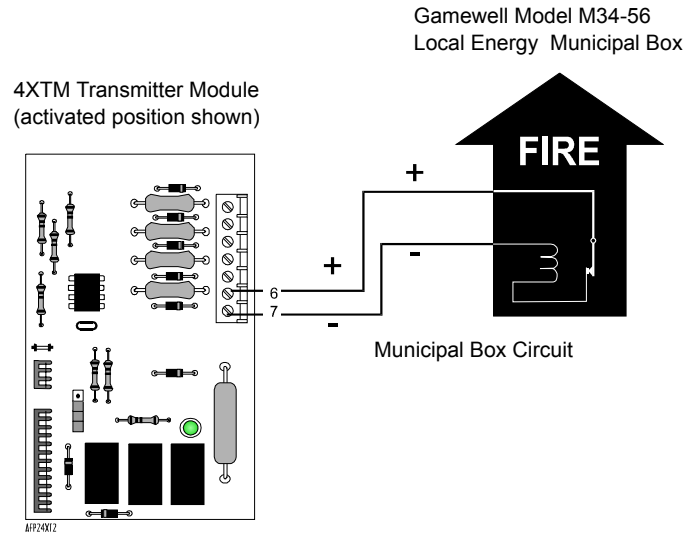 Gamewell Model M34-56
Local Energy  Municipal Box
4XTM Transmitter Module
(activated position shown)
FIRE
+
-
+
6
7
-
Municipal Box Circuit
AFP24XT2